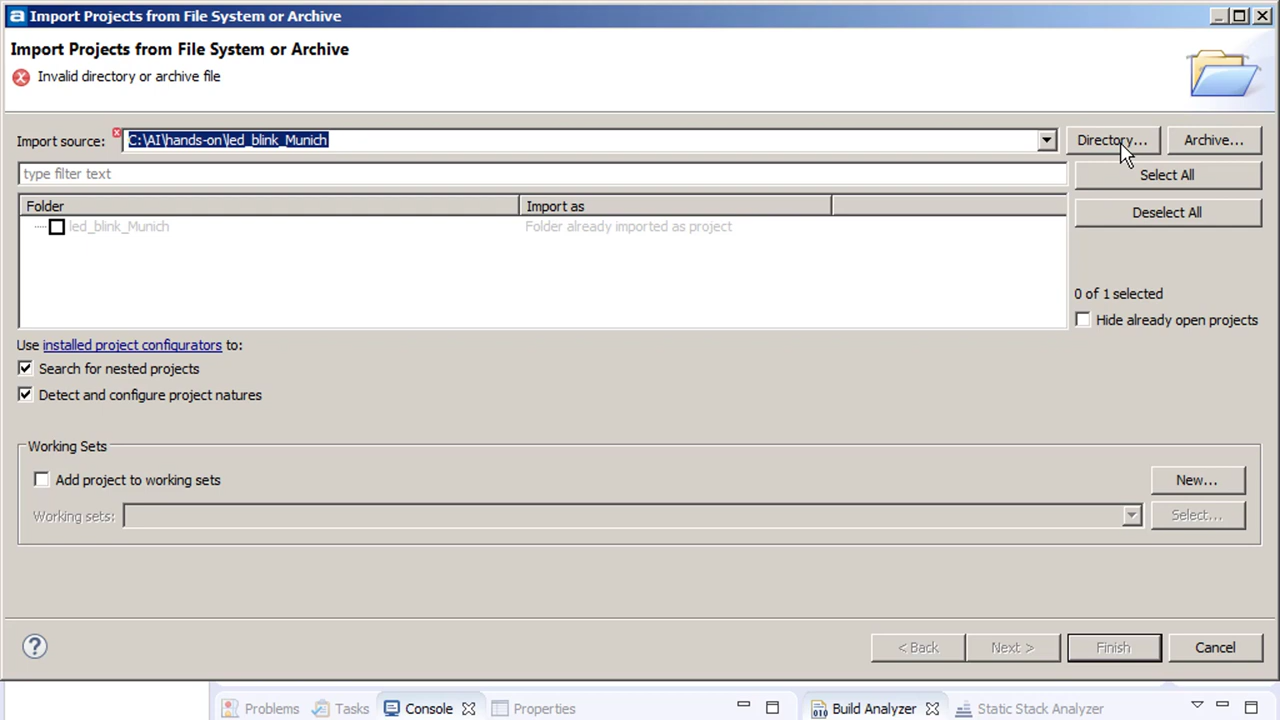 Import Projects from File System or Archive
Import Projects from File System or Archive
Invalid directory or archive file
Import source: C:\AI\hands-on\led_blink_Munich Directory... Archive...
type filter text Select All
Folder Import as Deselect All
led_blink_Munich Folder already imported as project
0 of 1 selected
Hide already open projects
Use installed project configurators to:
Search for nested projects
Detect and configure project natures
Working Sets
Add project to working sets New...
Working sets: Select...
< Back Next > Finish Cancel
Problems Tasks Console Properties Build Analyzer Static Stack Analyzer